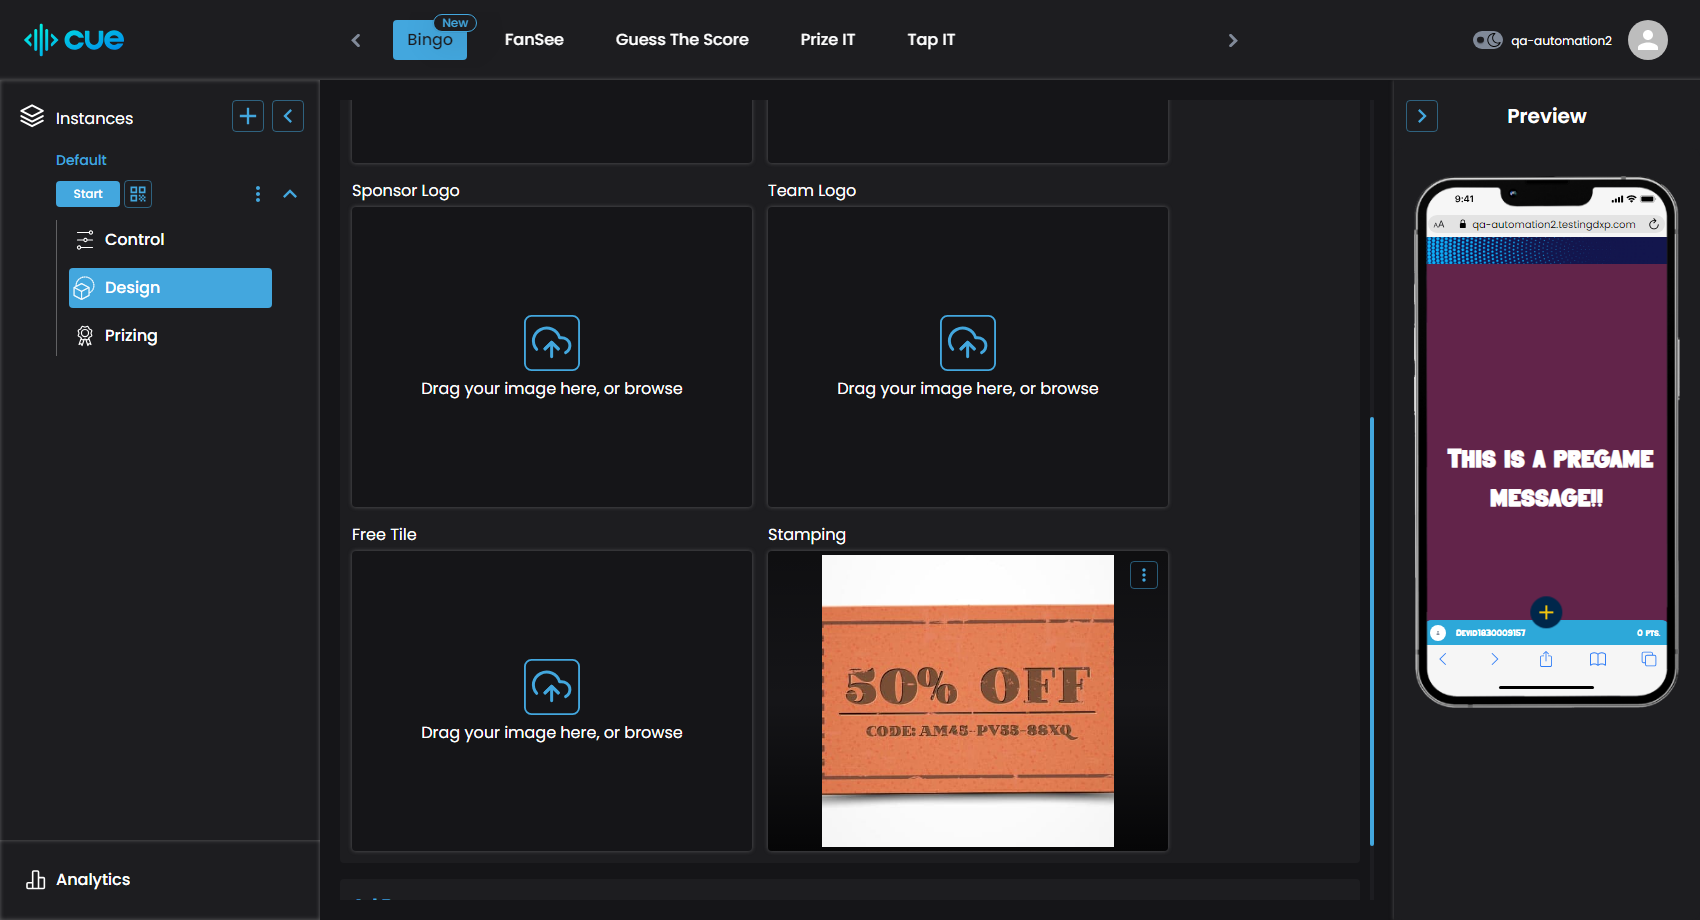 cue
Bingo
New
FanSee
Guess The Score
Prize IT
Tap IT
qa-automation2
Instances
Default
Start
Control
Design
Prizing
Analytics
Sponsor Logo
Team Logo
Drag your image here, or browse
Drag your image here, or browse
Free Tile
Stamping
Drag your image here, or browse
50% OFF
CODE: AM45-PV55-88XQ
Preview
9:41
AA
qa-automation2.testingdxp.com
THIS IS A PREGAME
MESSAGE!!
DEVID1830009157
0 PTS.